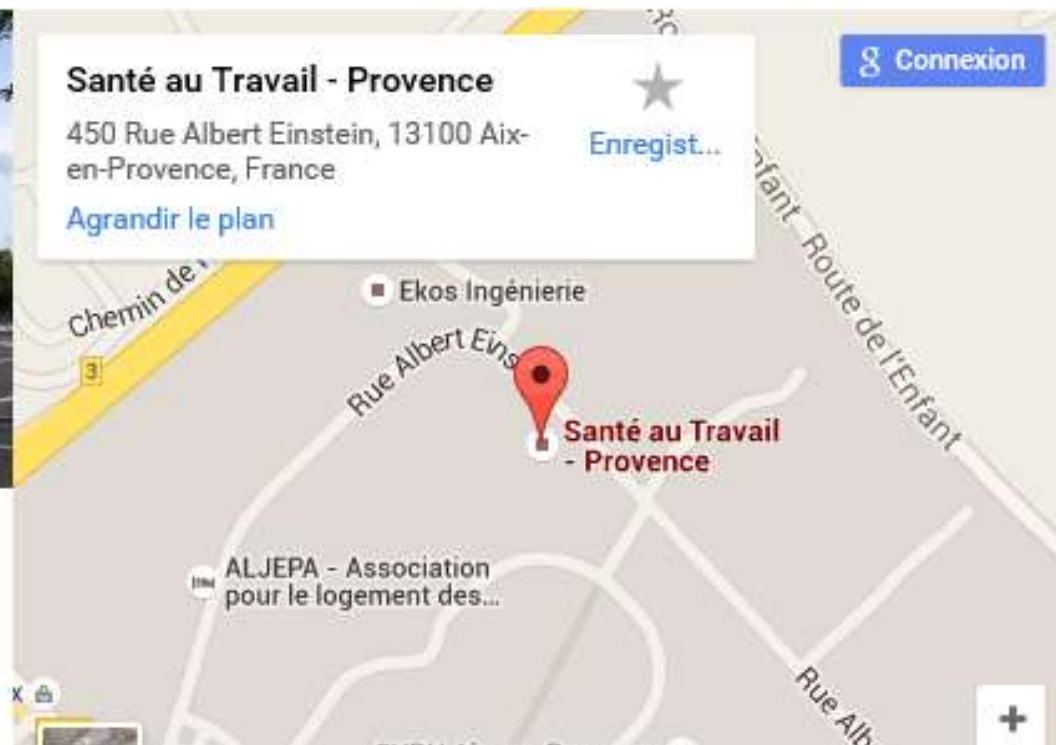 Santé au Travail - Provence
450 Rue Albert Einstein, 13100 Aix-
en-Provence, France
Agrandir le plan
Enregist...
g Connexion
Chemin de
3
Ekos Ingénierie
Rue Albert Eins
Santé au Travail
- Provence
Enfant - Route de l'Enfant
ALJEPA - Association
pour le logement des...
Rue Alb
x
+